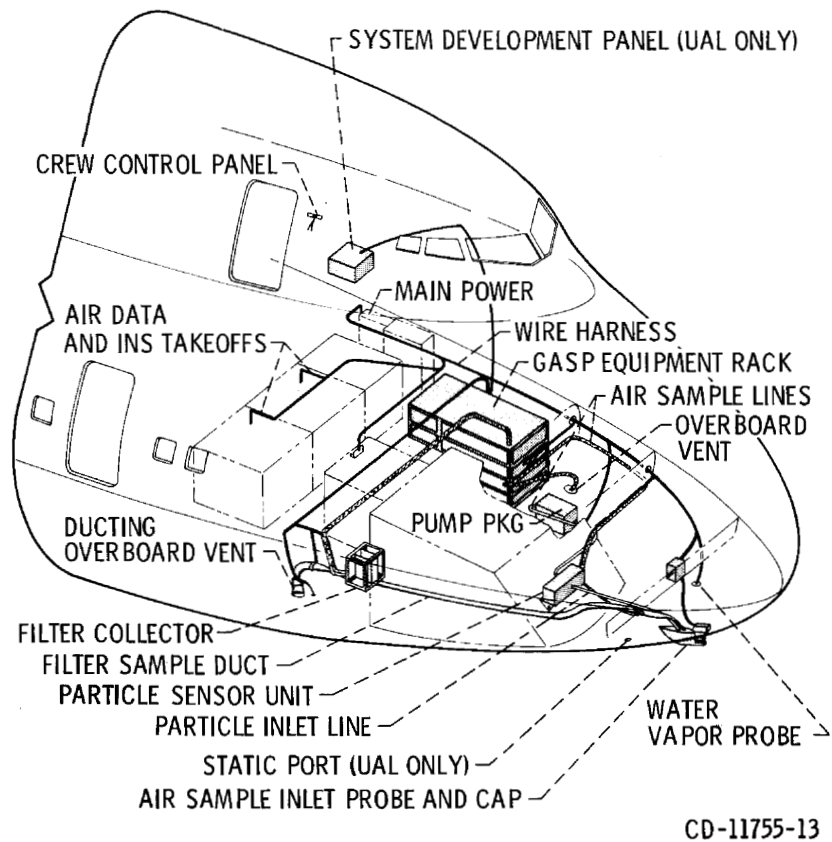 SYSTEM DEVELOPMENT PANEL (UAL ONLY)
CREW CONTROL PANEL
MAIN POWER
AIR DATA
AND INS TAKEOFFS
WIRE HARNESS
GASP EQUIPMENT RACK
AIR SAMPLE LINES
OVERBOARD
VENT
PUMP PKG
DUCTING
OVERBOARD VENT
FILTER COLLECTOR
FILTER SAMPLE DUCT
PARTICLE SENSOR UNIT
PARTICLE INLET LINE
STATIC PORT (UAL ONLY)
AIR SAMPLE INLET PROBE AND CAP
WATER
VAPOR PROBE
CD-11755-13